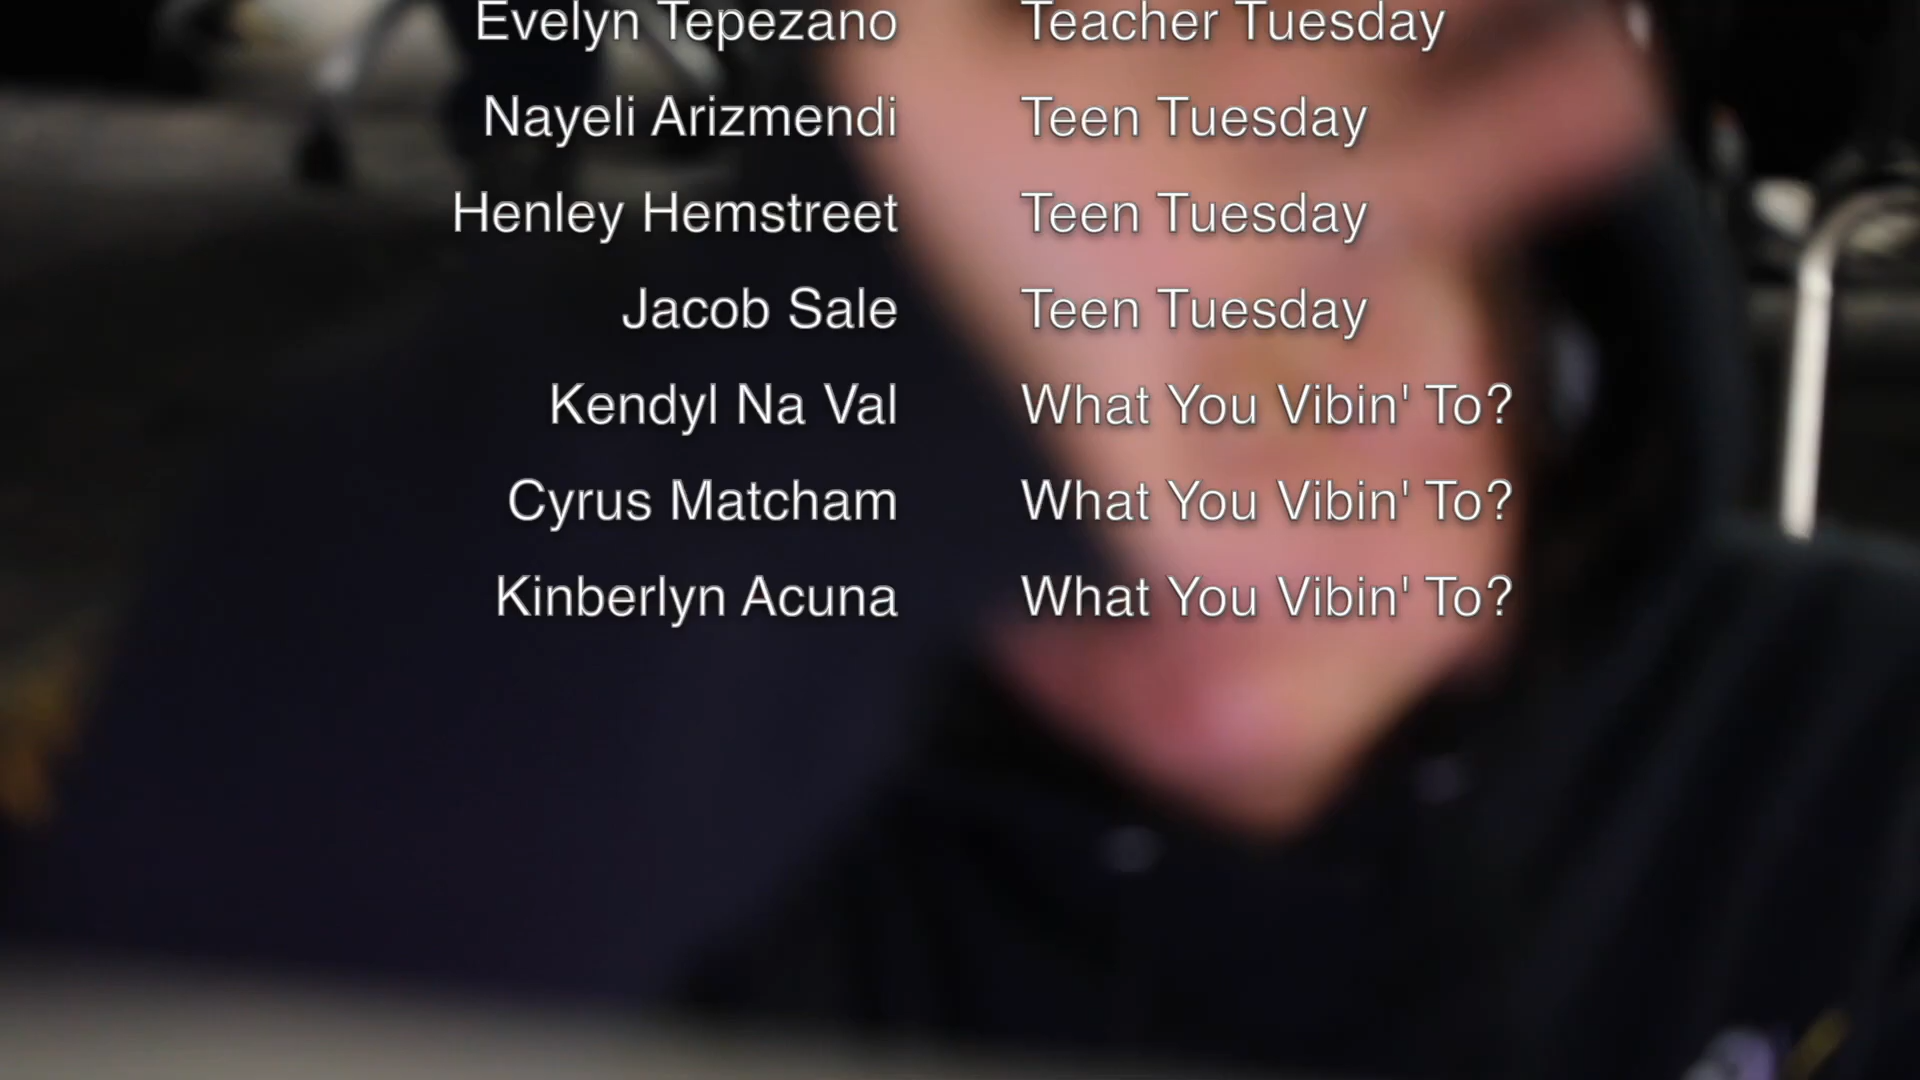 Evelyn Tepezano Teacher Tuesday
Nayeli Arizmendi Teen Tuesday
Henley Hemstreet Teen Tuesday
Jacob Sale Teen Tuesday
Kendyl Na Val What You Vibin' To?
Cyrus Matcham What You Vibin' To?
Kinberlyn Acuna What You Vibin' To?